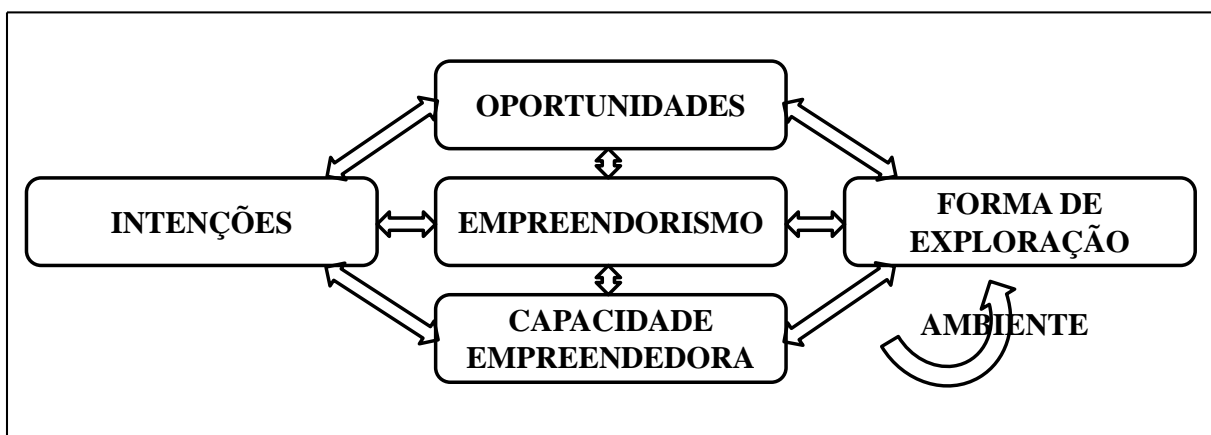 OPORTUNIDADES
INTENÇÕES
EMPREENDORISMO
FORMA DE
EXPLORAÇÃO
CAPACIDADE
EMPREENDEDORA
AMBIENTE